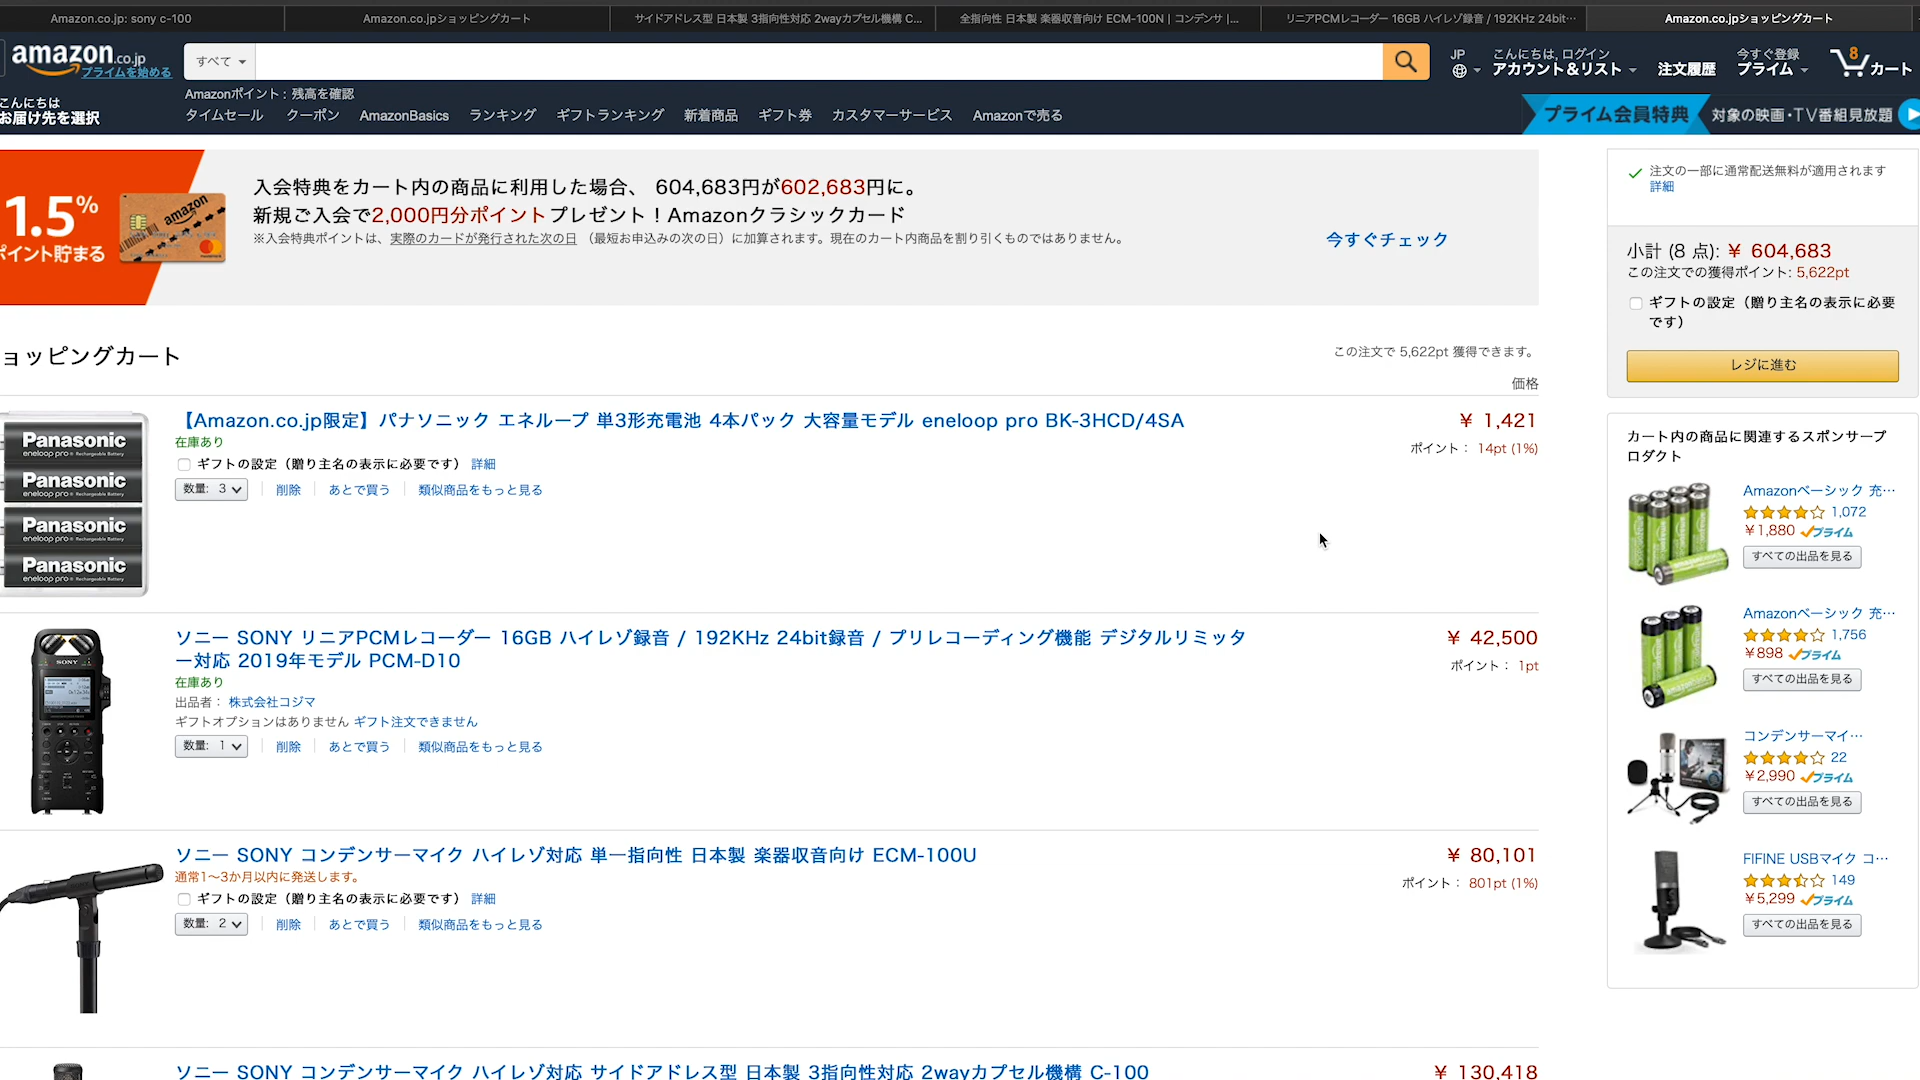 Amazon.co.jp: sony c-100
Amazon.co.jpショッピングカート
サイドアドレス型 日本製 3指向性対応 2wayカプセル機構 C...
全指向性 日本製 楽器収音向け ECM-100N | コンデンサ |...
リニアPCMレコーダー 16GB ハイレゾ録音 / 192KHz 24bit…
Amazon.co.jpショッピングカート
amazon.co.jp
プライムを始める
すべて
JP
こんにちは, ログイン
アカウント＆リスト
注文履歴
今すぐ登録
プライム
8
カート
こんにちは
お届け先を選択
Amazonポイント：残高を確認
タイムセール クーポン AmazonBasics ランキング ギフトランキング 新着商品 ギフト券 カスタマーサービス Amazonで売る
プライム会員特典 対象の映画・TV番組見放題
1.5%
ポイント貯まる
amazon
入会特典をカート内の商品に利用した場合、 604,683円が602,683円に。
新規ご入会で2,000円分ポイントプレゼント！Amazonクラシックカード
※入会特典ポイントは、実際のカードが発行された次の日 （最短お申込みの次の日）に加算されます。現在のカート内商品を割り引くものではありません。
今すぐチェック
注文の一部に通常配送無料が適用されます
詳細
小計 (8 点): ￥ 604,683
この注文での獲得ポイント: 5,622pt
ギフトの設定（贈り主名の表示に必要
です）
レジに進む
ョッピングカート
この注文で 5,622pt 獲得できます。
価格
Panasonic
eneloop pro Rechargeable Battery
Panasonic
eneloop pro Rechargeable Battery
Panasonic
eneloop pro Rechargeable Battery
Panasonic
eneloop pro Rechargeable Battery
【Amazon.co.jp限定】パナソニック エネループ 単3形充電池 4本パック 大容量モデル eneloop pro BK-3HCD/4SA
￥ 1,421
在庫あり
ポイント： 14pt (1%)
ギフトの設定（贈り主名の表示に必要です） 詳細
数量: 3 削除 あとで買う 類似商品をもっと見る
SONY
ソニー SONY リニアPCMレコーダー 16GB ハイレゾ録音 / 192KHz 24bit録音 / プリレコーディング機能 デジタルリミッタ
ー対応 2019年モデル PCM-D10
￥ 42,500
ポイント： 1pt
在庫あり
出品者： 株式会社コジマ
ギフトオプションはありません ギフト注文できません
数量: 1 削除 あとで買う 類似商品をもっと見る
ソニー SONY コンデンサーマイク ハイレゾ対応 単一指向性 日本製 楽器収音向け ECM-100U
￥ 80,101
通常1～3か月以内に発送します。
ポイント： 801pt (1%)
ギフトの設定（贈り主名の表示に必要です） 詳細
数量: 2 削除 あとで買う 類似商品をもっと見る
ソニー SONY コンデンサーマイク ハイレゾ対応 サイドアドレス型 日本製 3指向性対応 2wayカプセル機構 C-100
￥ 130,418
カート内の商品に関連するスポンサープ
ロダクト
Amazonベーシック 充…
1,072
￥1,880 プライム
すべての出品を見る
Amazonベーシック 充…
1,756
￥898 プライム
すべての出品を見る
コンデンサーマイ…
22
￥2,990 プライム
すべての出品を見る
FIFINE USBマイク コ…
149
￥5,299 プライム
すべての出品を見る